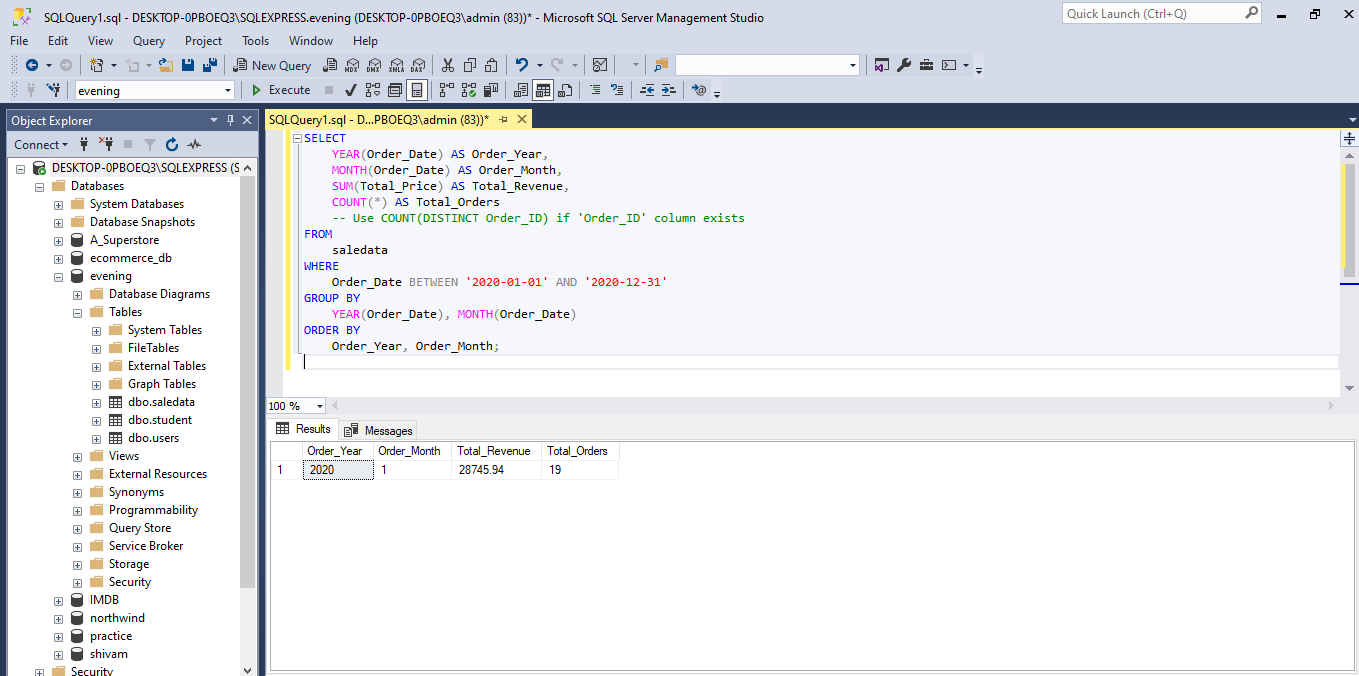 SQLQuery1.sql - DESKTOP-0PBOEQ3\SQLEXPRESS.evening (DESKTOP-0PBOEQ3\admin (83))* - Microsoft SQL Server Management Studio
Quick Launch (Ctrl+Q)
File Edit View Query Project Tools Window Help
New Query MDX DMX XMLA DAX
evening Execute
Object Explorer
Connect
DESKTOP-0PBOEQ3\SQLEXPRESS (S
Databases
System Databases
Database Snapshots
A_Superstore
ecommerce_db
evening
Database Diagrams
Tables
System Tables
FileTables
External Tables
Graph Tables
dbo.saledata
dbo.student
dbo.users
Views
External Resources
Synonyms
Programmability
Query Store
Service Broker
Storage
Security
IMDB
northwind
practice
shivam
Security
SQLQuery1.sql - D...PBOEQ3\admin (83))*
SELECT
YEAR(Order_Date) AS Order_Year,
MONTH(Order_Date) AS Order_Month,
SUM(Total_Price) AS Total_Revenue,
COUNT(*) AS Total_Orders
-- Use COUNT(DISTINCT Order_ID) if 'Order_ID' column exists
FROM
saledata
WHERE
Order_Date BETWEEN '2020-01-01' AND '2020-12-31'
GROUP BY
YEAR(Order_Date), MONTH(Order_Date)
ORDER BY
Order_Year, Order_Month;
100 %
Results Messages
Order_Year Order_Month Total_Revenue Total_Orders
1 2020 1 28745.94 19